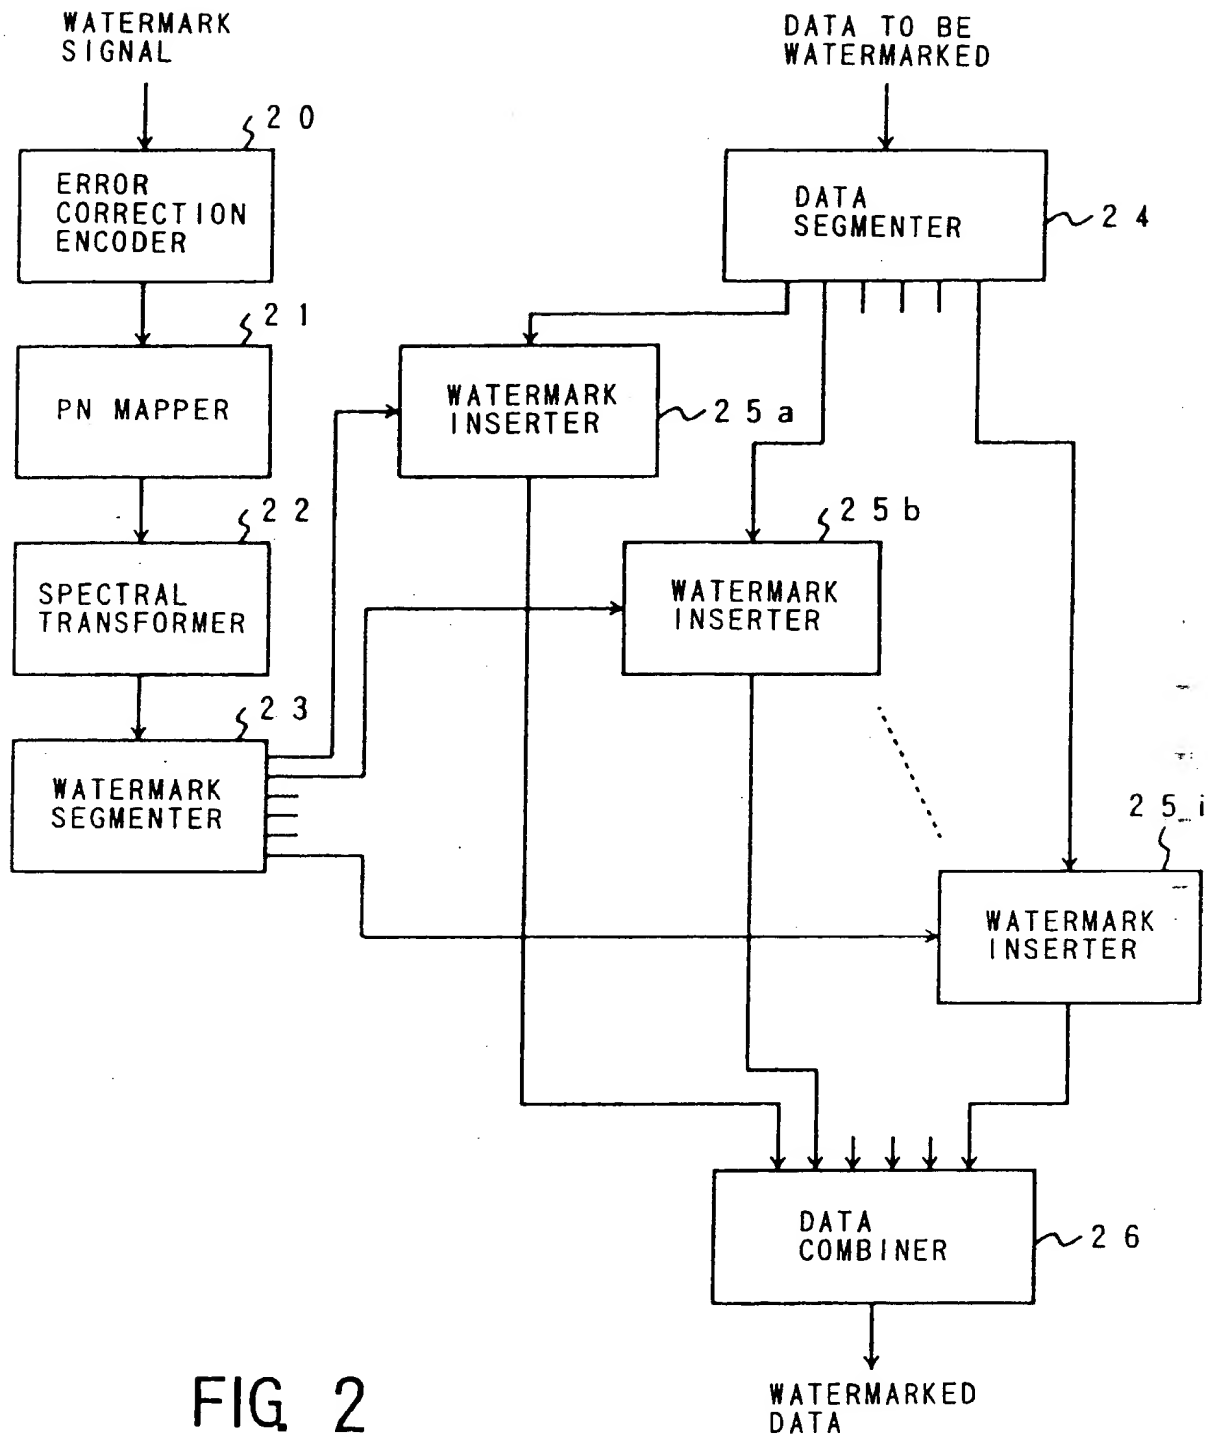 WATERMARK
SIGNAL
DATA TO BE
WATERMARKED
20
ERROR
CORRECTION
ENCODER
DATA
SEGMENTER
24
21
PN MAPPER
WATERMARK
INSERTER
25a
22
SPECTRAL
TRANSFORMER
25b
WATERMARK
INSERTER
23
WATERMARK
SEGMENTER
25i
WATERMARK
INSERTER
DATA
COMBINER
26
WATERMARKED
DATA
FIG. 2